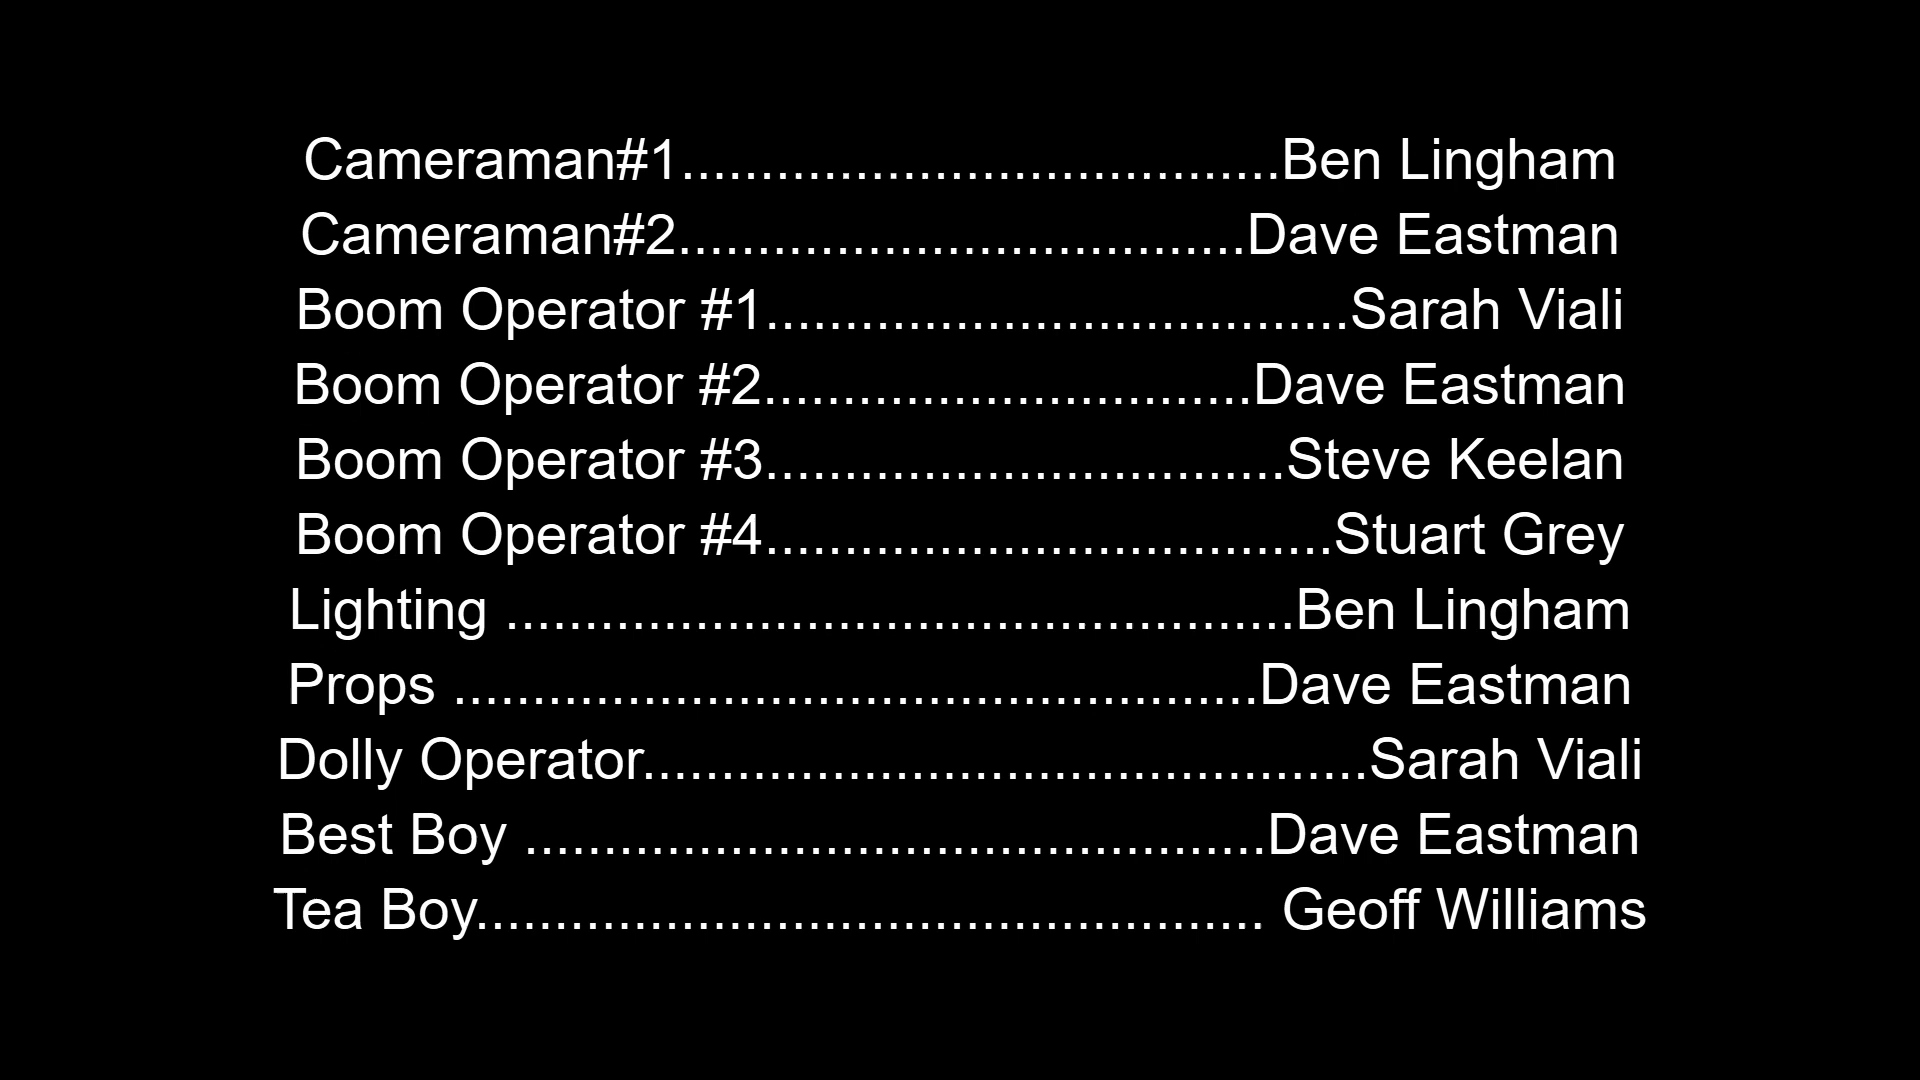 Cameraman#1......................................Ben Lingham
Cameraman#2....................................Dave Eastman
Boom Operator #1.....................................Sarah Viali
Boom Operator #2...............................Dave Eastman
Boom Operator #3.................................Steve Keelan
Boom Operator #4....................................Stuart Grey
Lighting ..................................................Ben Lingham
Props ...................................................Dave Eastman
Dolly Operator..............................................Sarah Viali
Best Boy ...............................................Dave Eastman
Tea Boy.................................................. Geoff Williams